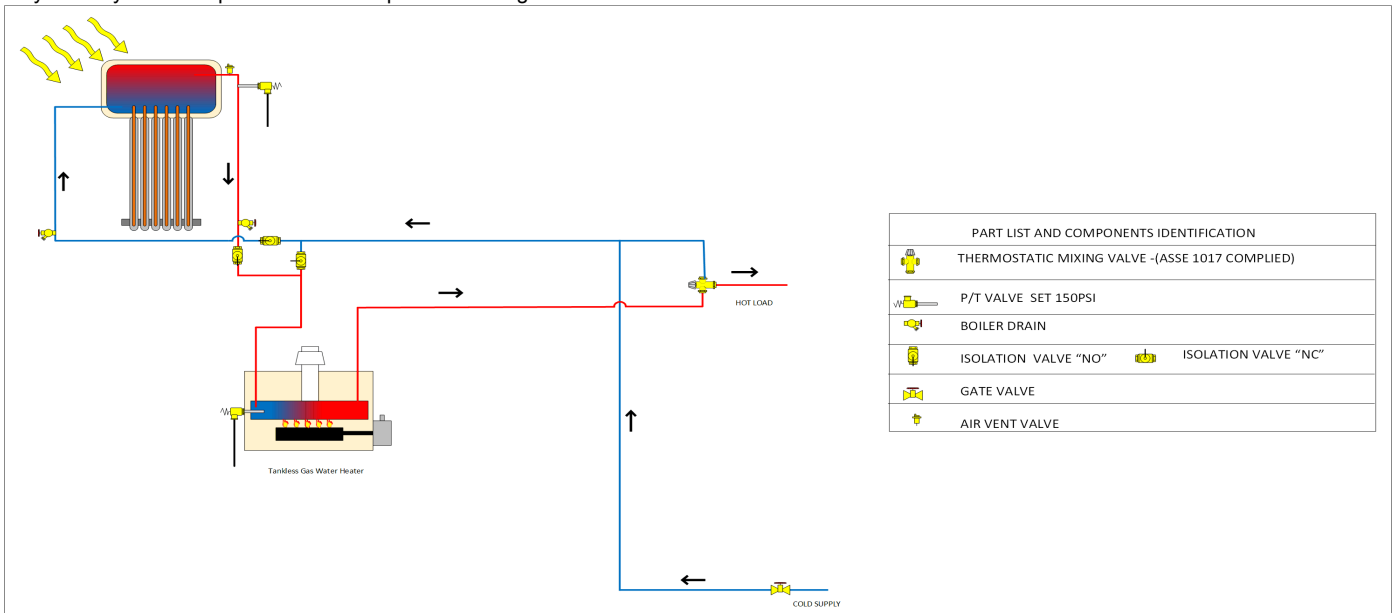 HOT LOAD
Tankless Gas Water Heater
COLD SUPPLY
PART LIST AND COMPONENTS IDENTIFICATION
THERMOSTATIC MIXING VALVE -(ASSE 1017 COMPLIED)
P/T VALVE SET 150PSI
BOILER DRAIN
ISOLATION VALVE "NO" ISOLATION VALVE "NC"
GATE VALVE
AIR VENT VALVE